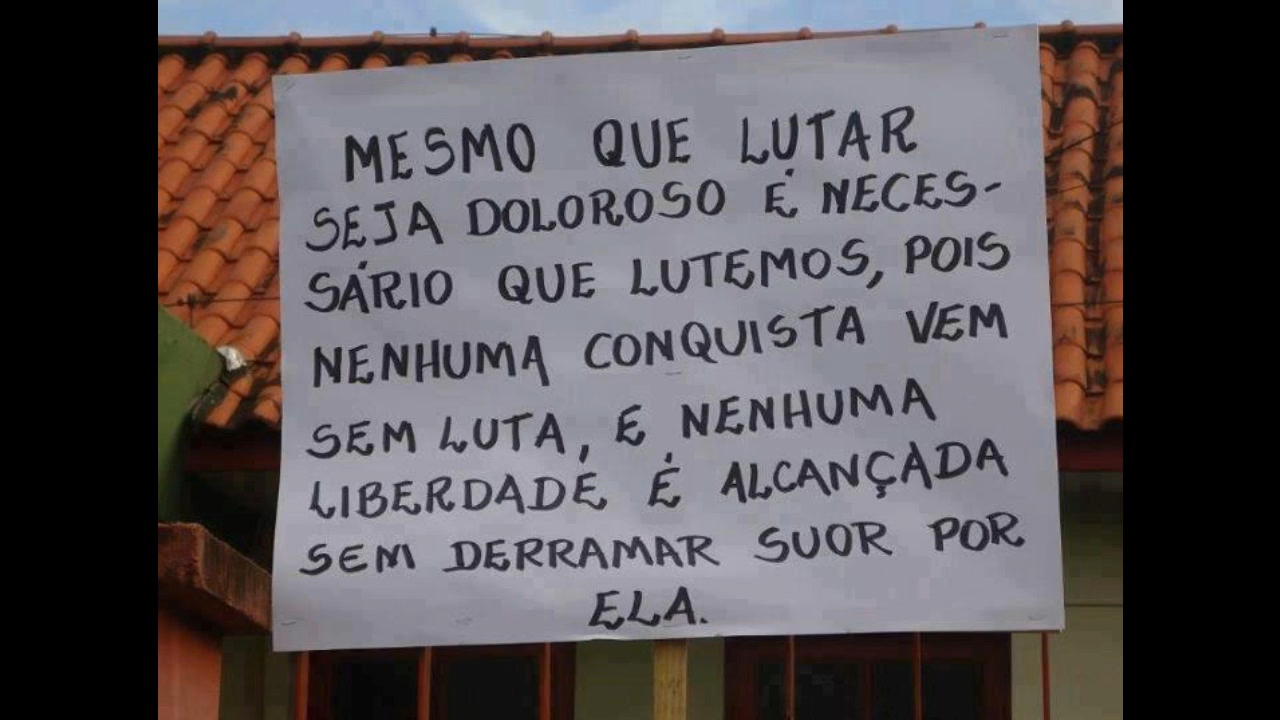 MESMO QUE LUTAR
SEJA DOLOROSO É NECES-
SÁRIO QUE LUTEMOS, POIS
NENHUMA CONQUISTA VEM
SEM LUTA, E NENHUMA
LIBERDADE É ALCANÇADA
SEM DERRAMAR SUOR POR
ELA.